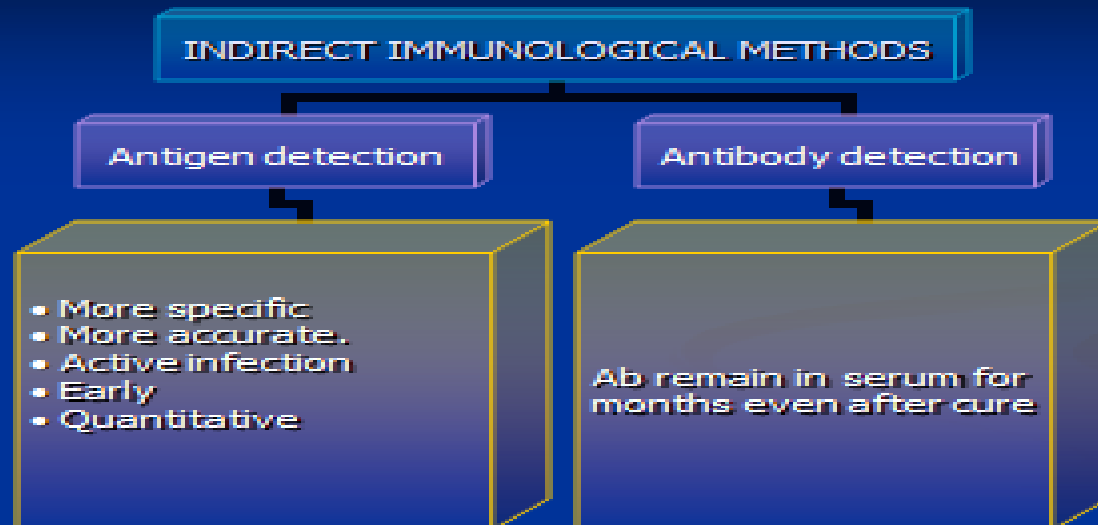 INDIRECT IMMUNOLOGICAL METHODS
Antigen detection
Antibody detection
• More specific
• More accurate.
• Active infection
• Early
• Quantitative
Ab remain in serum for
months even after cure